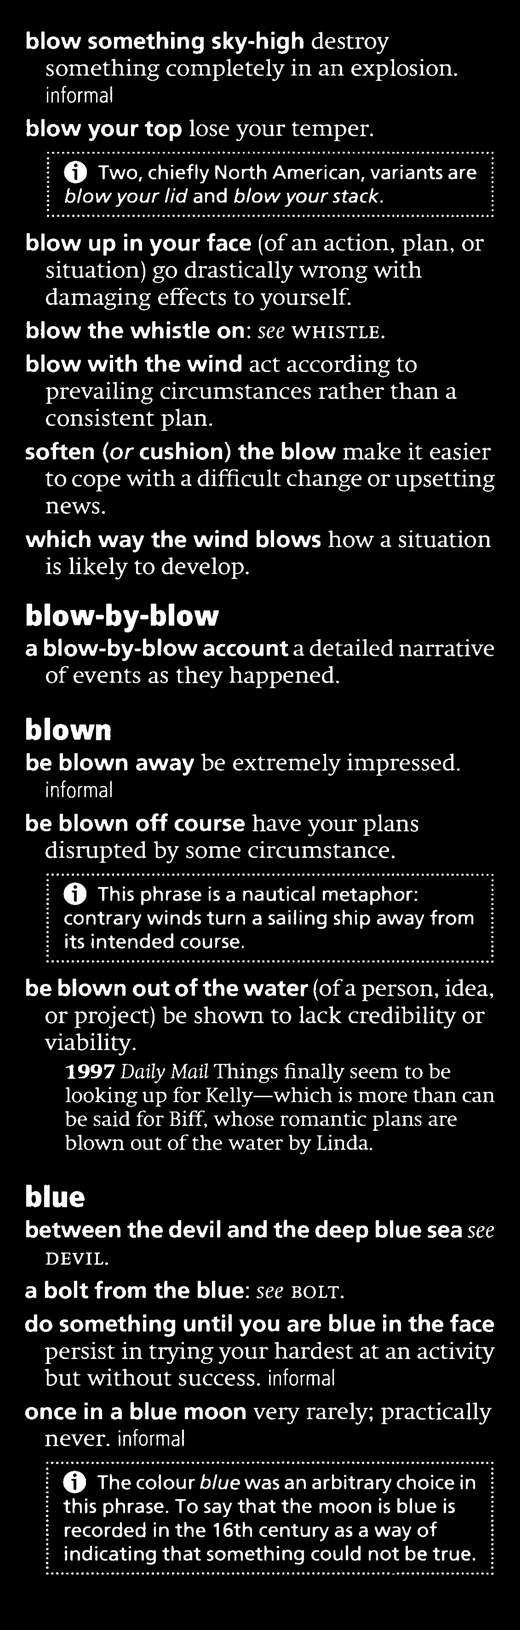 blow something sky-high destroy
something completely in an explosion.
informal
blow your top lose your temper.
i Two, chiefly North American, variants are
blow your lid and blow your stack.
blow up in your face (of an action, plan, or
situation) go drastically wrong with
damaging effects to yourself.
blow the whistle on: see WHISTLE.
blow with the wind act according to
prevailing circumstances rather than a
consistent plan.
soften (or cushion) the blow make it easier
to cope with a difficult change or upsetting
news.
which way the wind blows how a situation
is likely to develop.
blow-by-blow
a blow-by-blow account a detailed narrative
of events as they happened.
blown
be blown away be extremely impressed.
informal
be blown off course have your plans
disrupted by some circumstance.
i This phrase is a nautical metaphor:
contrary winds turn a sailing ship away from
its intended course.
be blown out of the water (of a person, idea,
or project) be shown to lack credibility or
viability.
1997 Daily Mail Things finally seem to be
looking up for Kelly—which is more than can
be said for Biff, whose romantic plans are
blown out of the water by Linda.
blue
between the devil and the deep blue sea see
DEVIL.
a bolt from the blue: see BOLT.
do something until you are blue in the face
persist in trying your hardest at an activity
but without success. informal
once in a blue moon very rarely; practically
never. informal
i The colour blue was an arbitrary choice in
this phrase. To say that the moon is blue is
recorded in the 16th century as a way of
indicating that something could not be true.